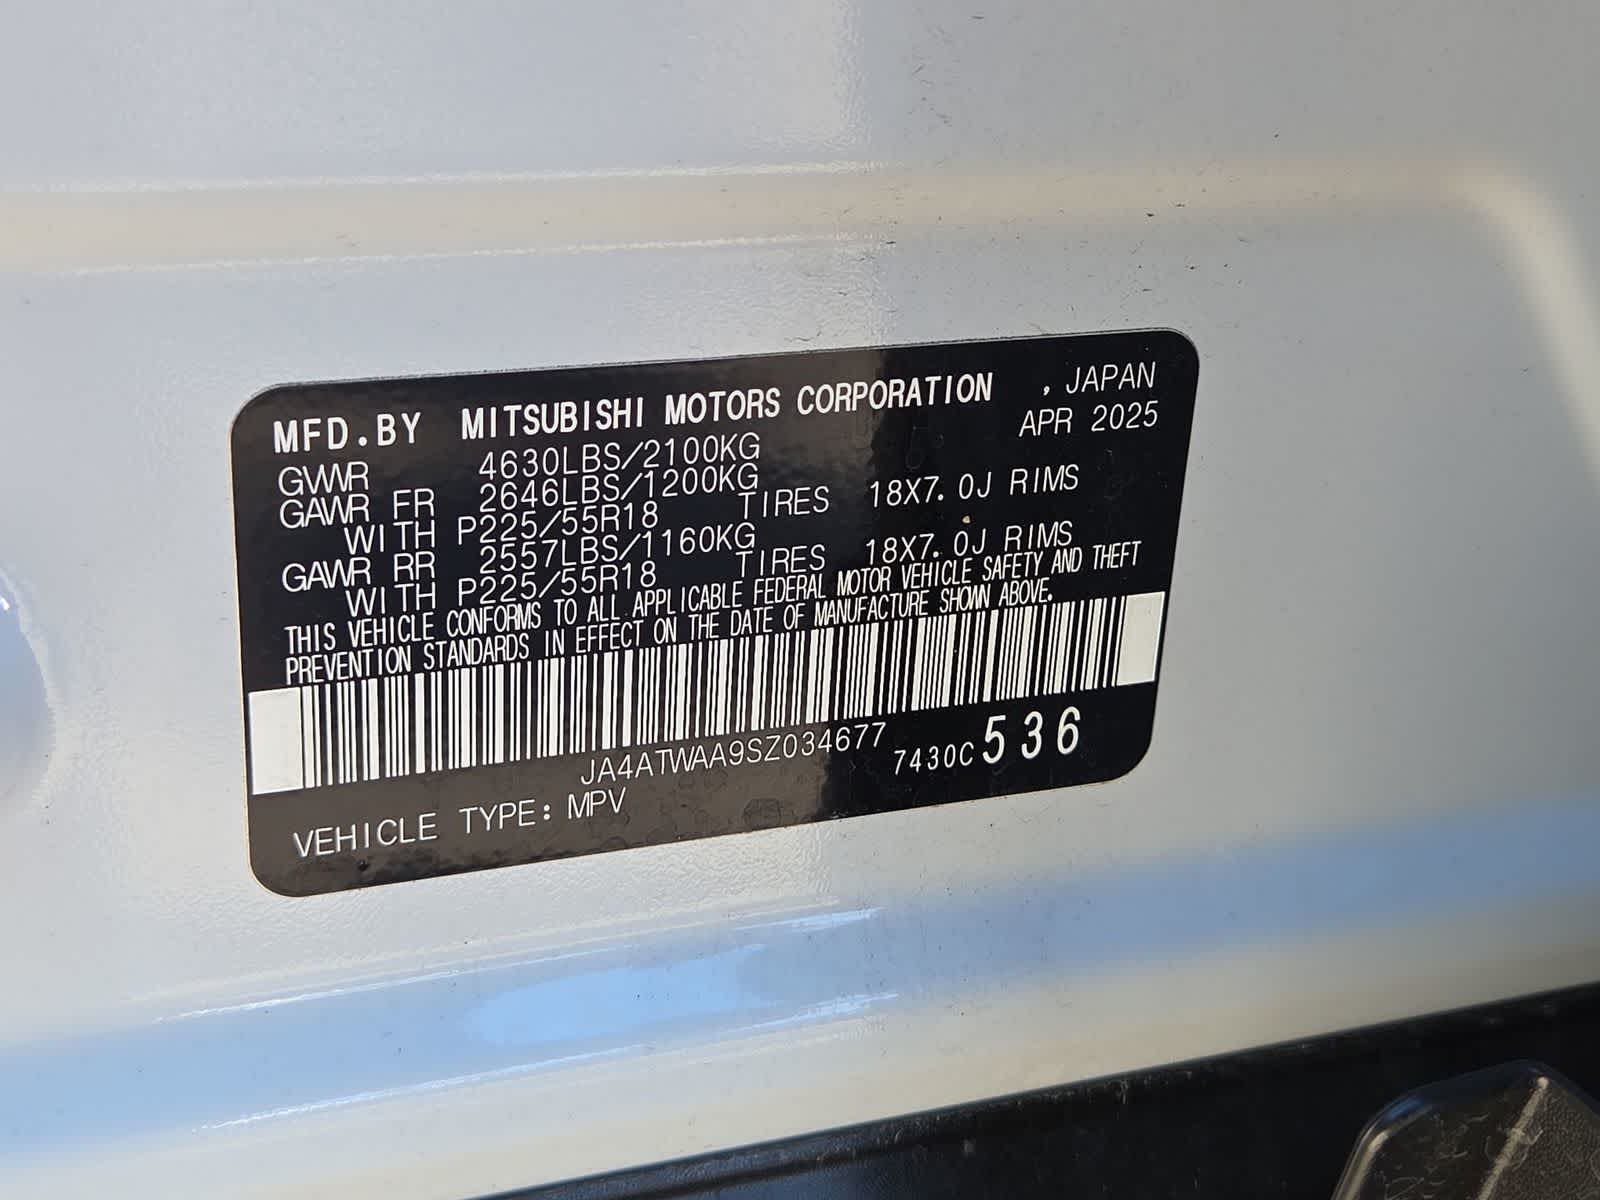 MFD.BY MITSUBISHI MOTORS CORPORATION , JAPAN
APR 2025
GVWR 4630LBS/2100KG
GAWR FR 2646LBS/1200KG
WITH P225/55R18 TIRES 18X7.0J RIMS
GAWR RR 2557LBS/1160KG
WITH P225/55R18 TIRES 18X7.0J RIMS
THIS VEHICLE CONFORMS TO ALL APPLICABLE FEDERAL MOTOR VEHICLE SAFETY AND THEFT
PREVENTION STANDARDS IN EFFECT ON THE DATE OF MANUFACTURE SHOWN ABOVE.
JA4ATWAA9SZ034677 7430C 536
VEHICLE TYPE: MPV